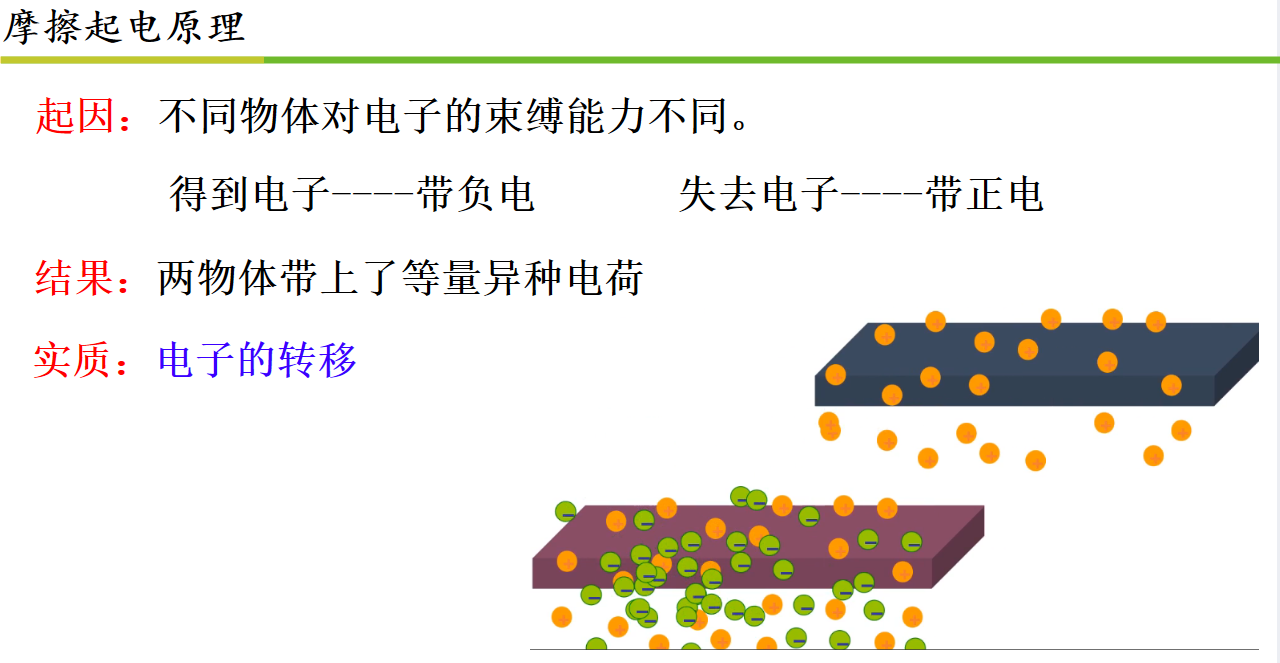 摩擦起电原理
起因：不同物体对电子的束缚能力不同。
得到电子----带负电 失去电子----带正电
结果：两物体带上了等量异种电荷
实质：电子的转移